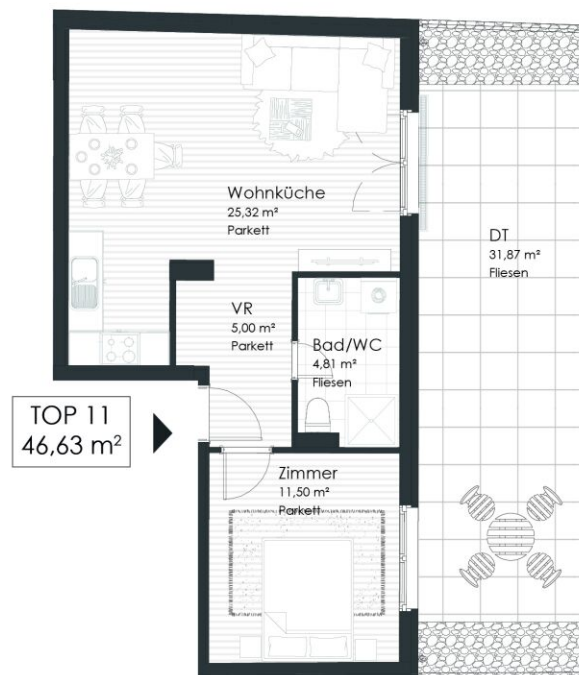 Wohnküche
25,32 m²
Parkett
DT
31,87 m²
Fliesen
VR
5,00 m²
Parkett
Bad/WC
4,81 m²
Fliesen
TOP 11
46,63 m²
Zimmer
11,50 m²
Parkett